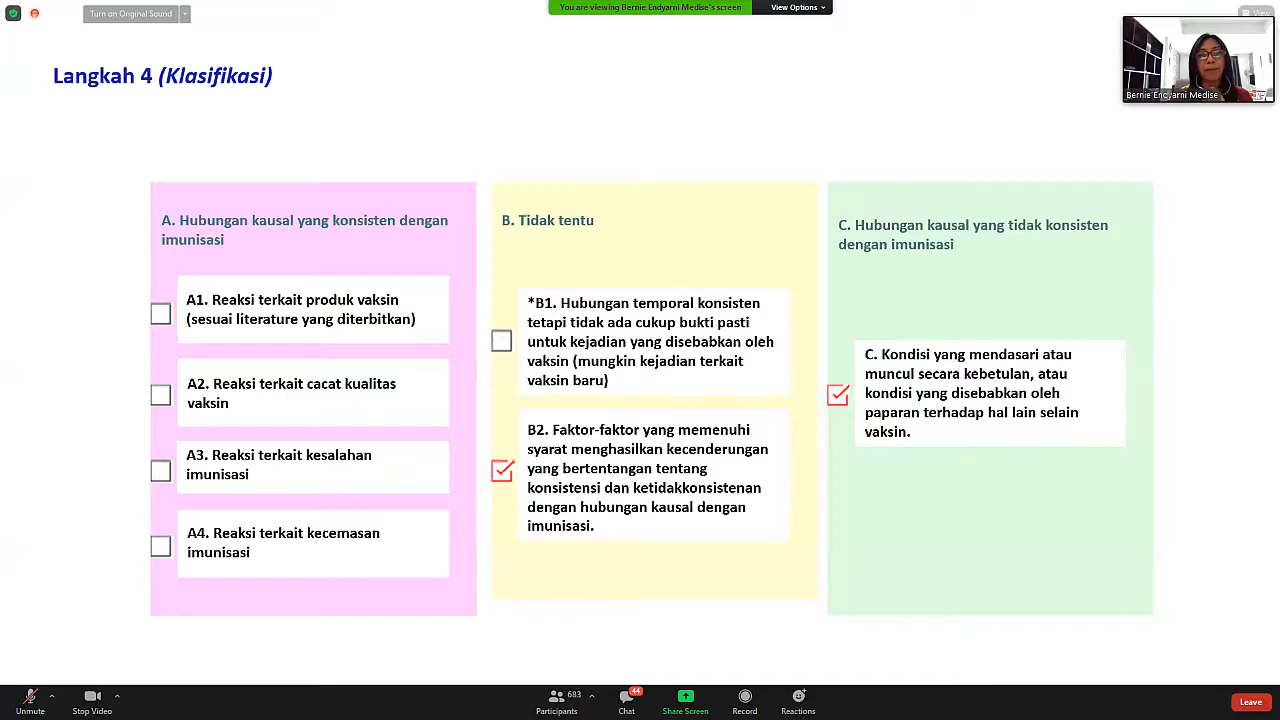 Turn on Original Sound
You are viewing Bernie Endyarni Medise's screen
View Options
View
Langkah 4 (Klasifikasi)
Bernie Endyarni Medise
A. Hubungan kausal yang konsisten dengan
imunisasi
A1. Reaksi terkait produk vaksin
(sesuai literature yang diterbitkan)
A2. Reaksi terkait cacat kualitas
vaksin
A3. Reaksi terkait kesalahan
imunisasi
A4. Reaksi terkait kecemasan
imunisasi
B. Tidak tentu
*B1. Hubungan temporal konsisten
tetapi tidak ada cukup bukti pasti
untuk kejadian yang disebabkan oleh
vaksin (mungkin kejadian terkait
vaksin baru)
B2. Faktor-faktor yang memenuhi
syarat menghasilkan kecenderungan
yang bertentangan tentang
konsistensi dan ketidakkonsistenan
dengan hubungan kausal dengan
imunisasi.
C. Hubungan kausal yang tidak konsisten
dengan imunisasi
C. Kondisi yang mendasari atau
muncul secara kebetulan, atau
kondisi yang disebabkan oleh
paparan terhadap hal lain selain
vaksin.
Unmute
Stop Video
683
Participants
44
Chat
Share Screen
Record
Reactions
Leave